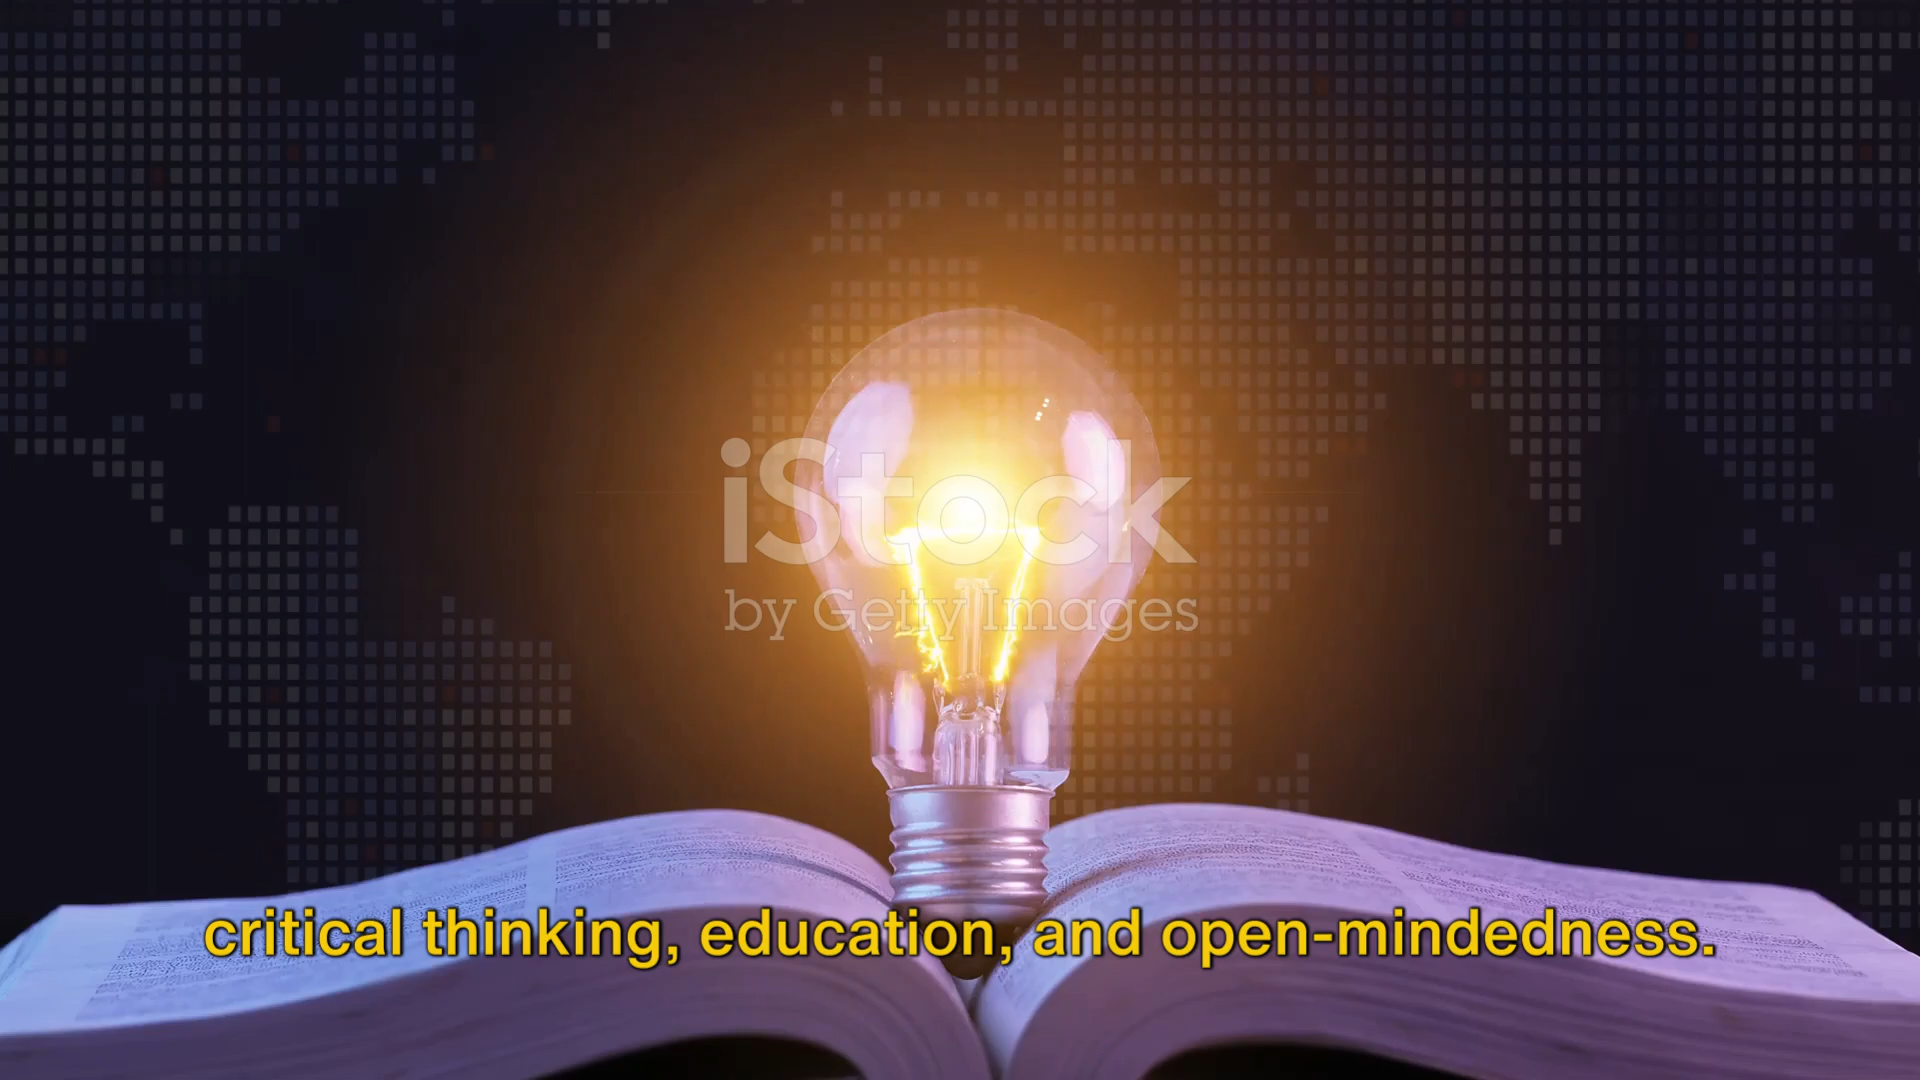 iStock
by Getty Images
critical thinking, education, and open-mindedness.